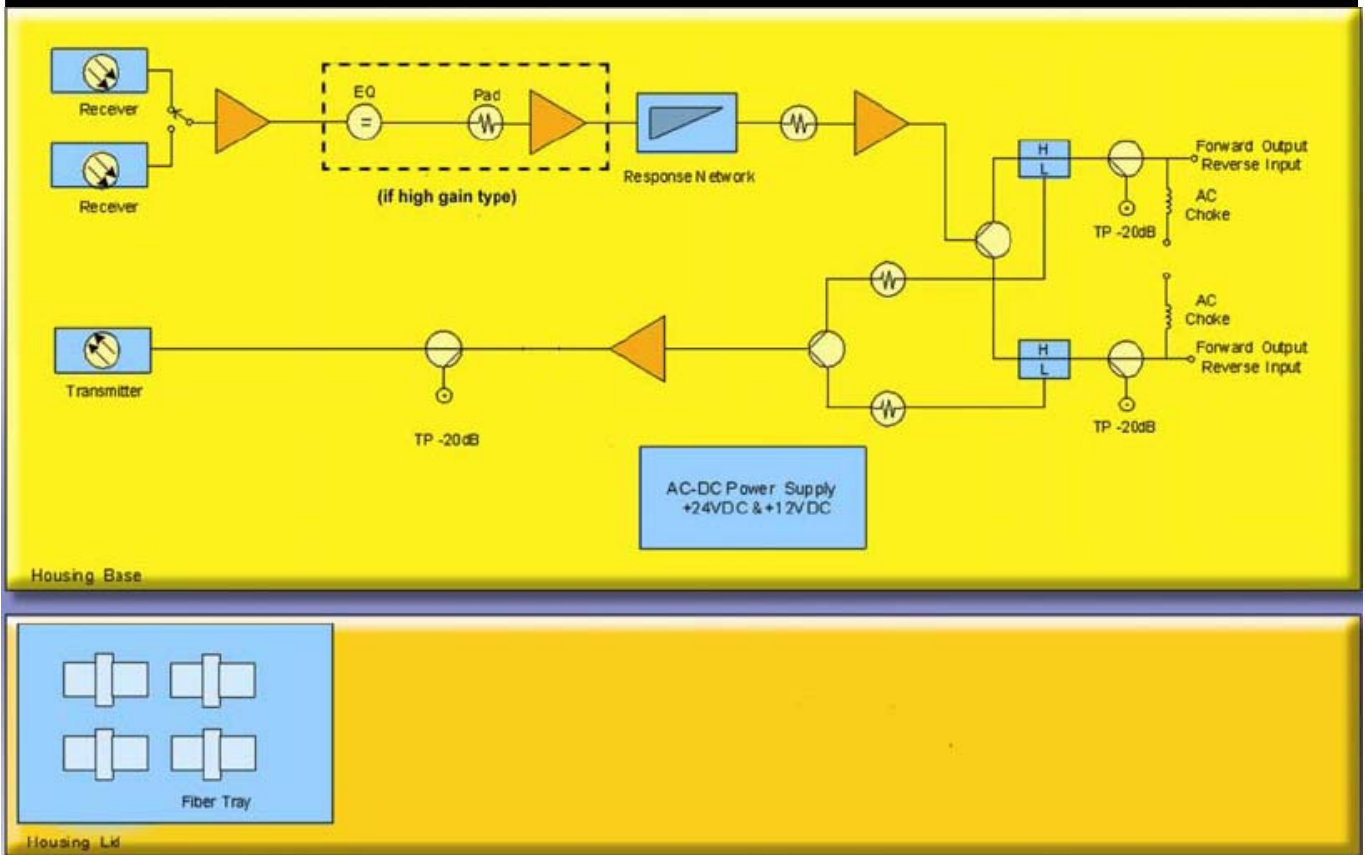 Receiver
Receiver
EQ
Pad
(if high gain type)
Response Network
H
L
TP -20dB
Forward Output
Reverse Input
AC
Choke
AC
Choke
H
L
TP -20dB
Forward Output
Reverse Input
Transmitter
TP -20dB
AC-DC Power Supply
+24VDC &+12VDC
Housing Base
Fiber Tray
Housing Lid